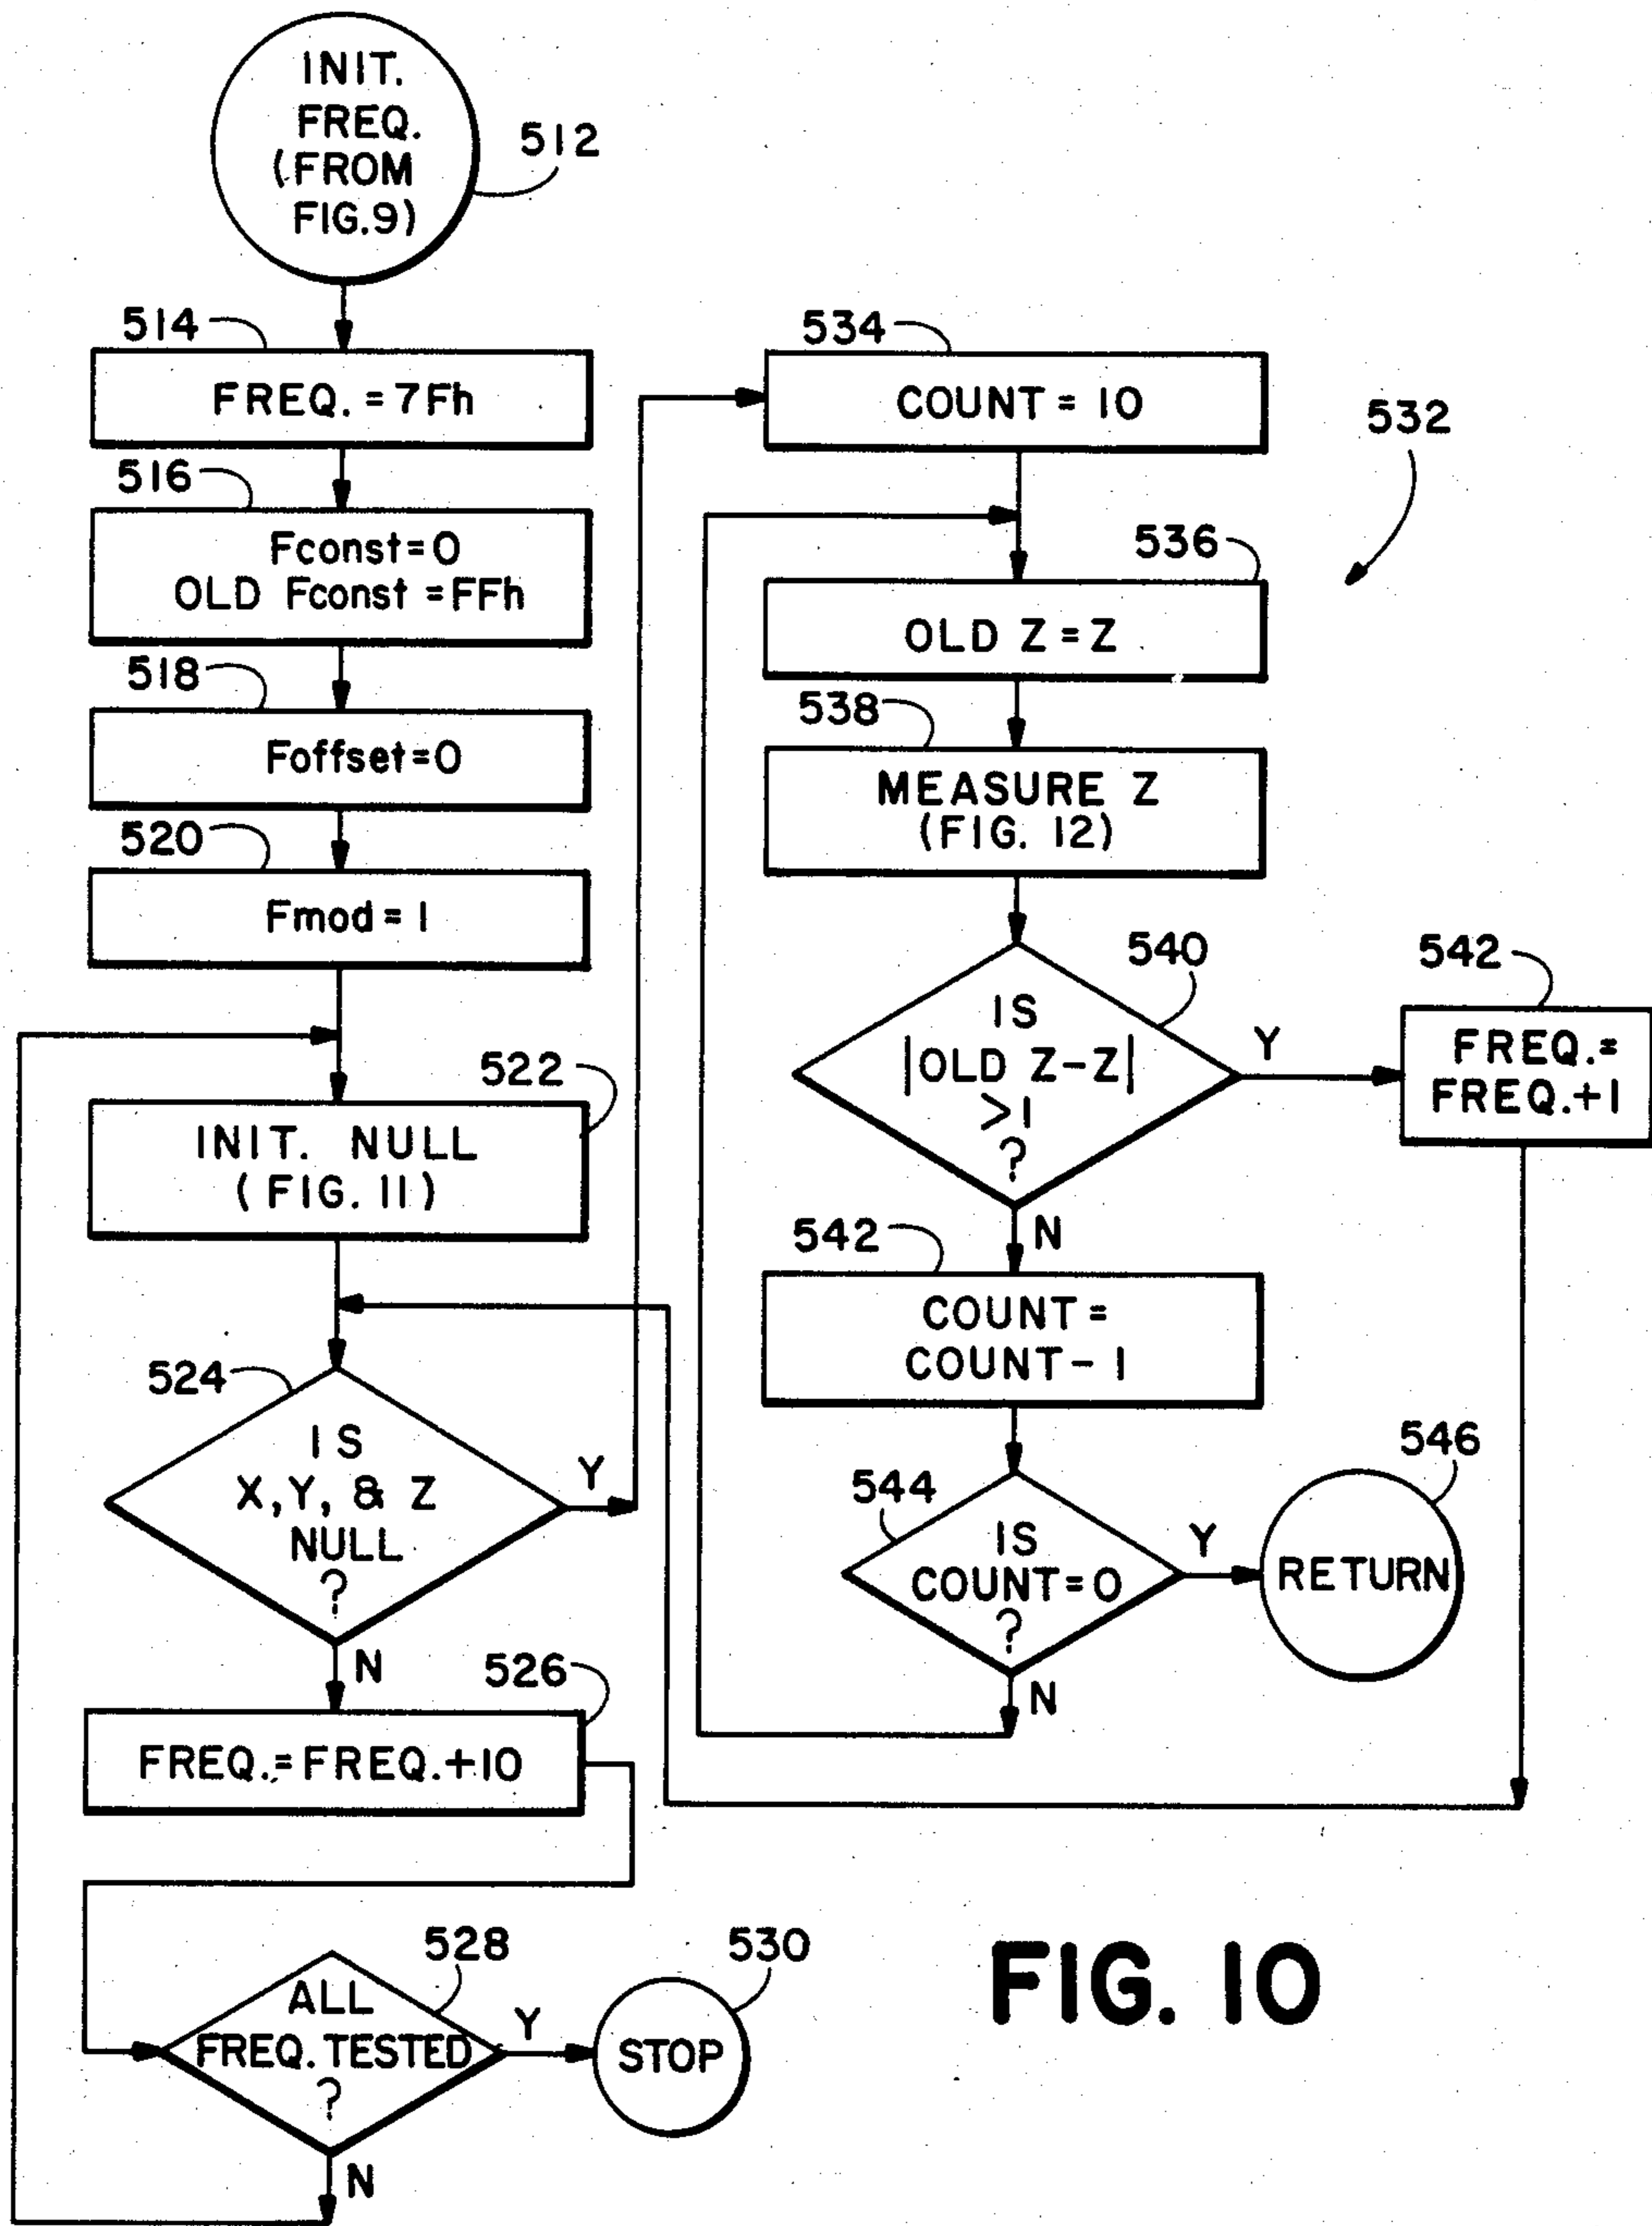 INIT.
FREQ.
(FROM
FIG.9)
512
514
FREQ. = 7Fh
516
Fconst=0
OLD Fconst =FFh
518
Foffset=0
520
Fmod = 1
522
INIT. NULL
(FIG. 11)
524
IS
X, Y, & Z
NULL
?
Y
N
526
FREQ.=FREQ.+10
528
ALL
FREQ. TESTED
?
Y
N
530
STOP
534
COUNT = 10
532
536
OLD Z = Z
538
MEASURE Z
(FIG. 12)
540
IS
|OLD Z-Z|
>1
?
Y
N
542
FREQ.=
FREQ.+1
542
COUNT =
COUNT - 1
544
IS
COUNT=0
?
Y
N
546
RETURN
FIG. 10